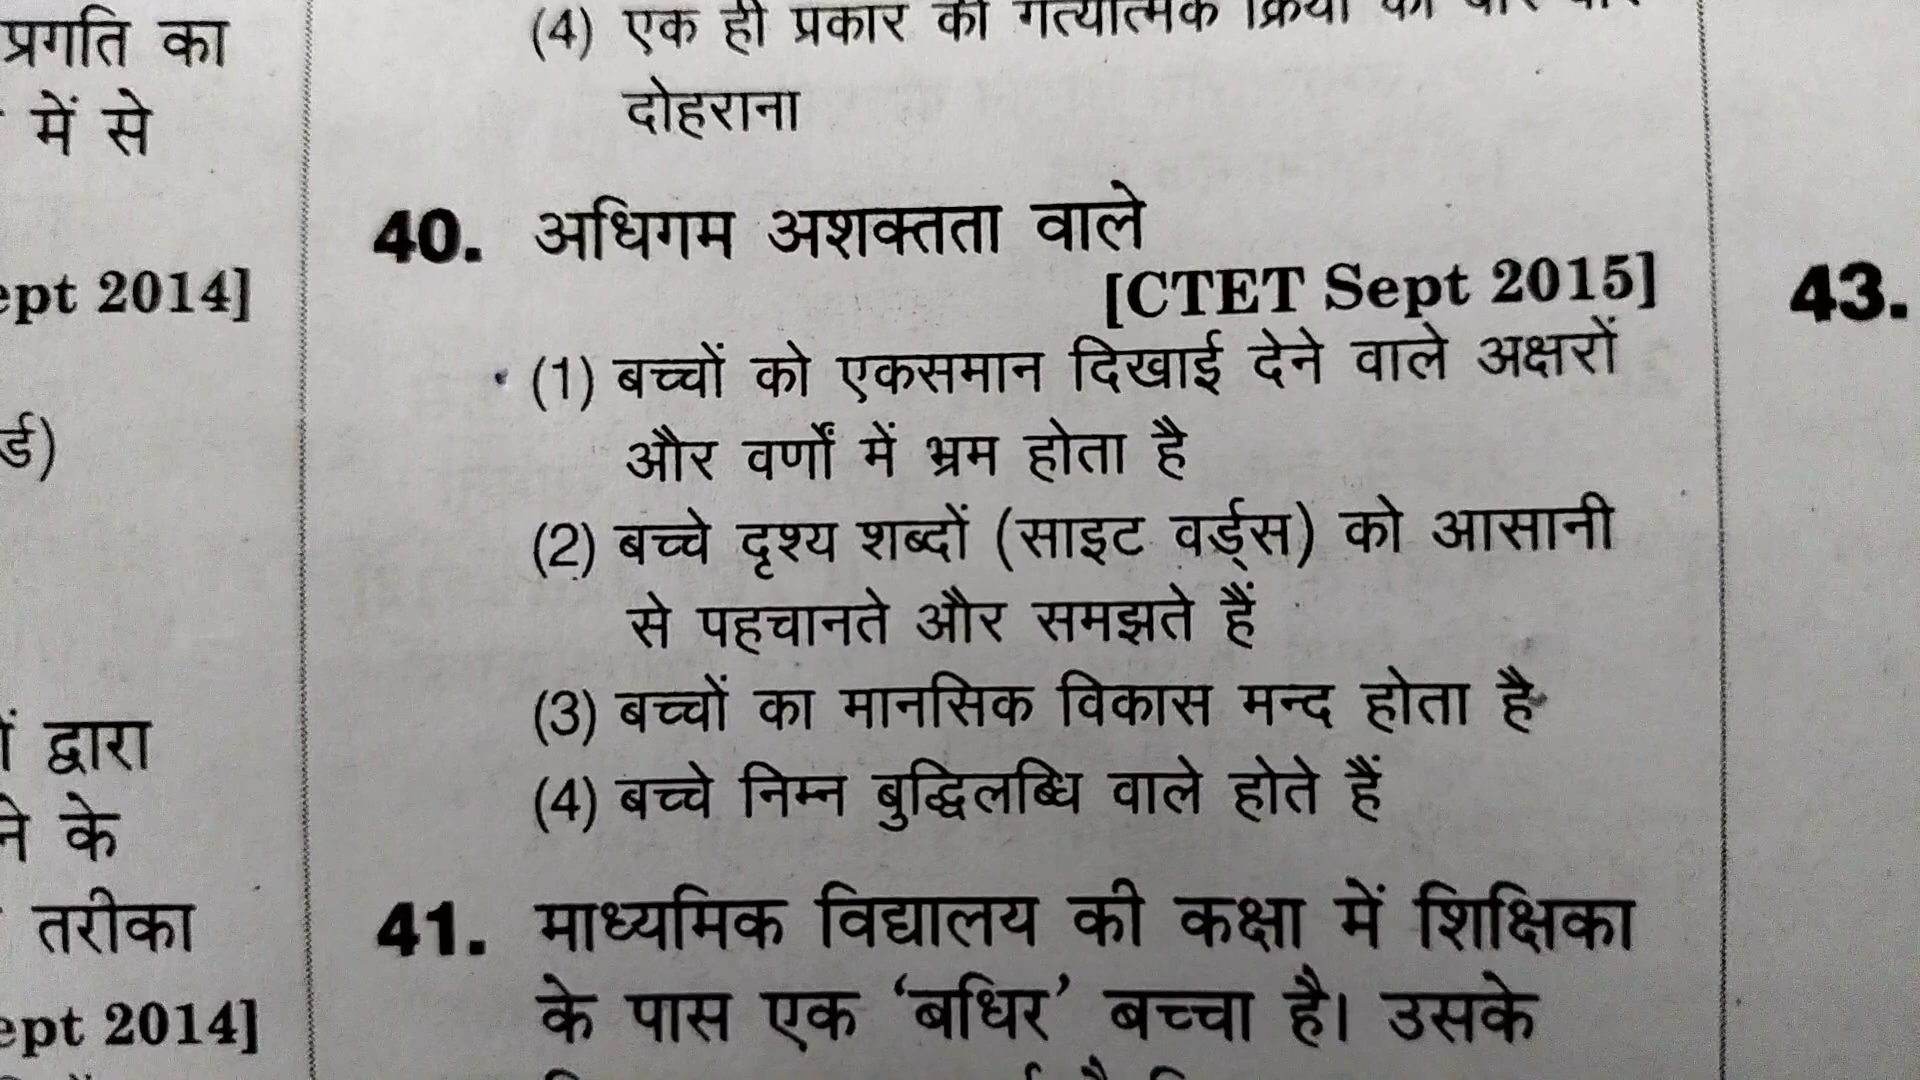 प्रगति का
में से
ept 2014]
र्ड)
द्वारा
के
तरीका
ept 2014]
(4) एक ही प्रकार की गत्यात्मक क्रिया
दोहराना
40. अधिगम अशक्तता वाले
[CTET Sept 2015]
(1) बच्चों को एकसमान दिखाई देने वाले अक्षरों
और वर्णों में भ्रम होता है
(2) बच्चे दृश्य शब्दों (साइट वर्ड्स) को आसानी
से पहचानते और समझते हैं
(3) बच्चों का मानसिक विकास मन्द होता है
(4) बच्चे निम्न बुद्धिलब्धि वाले होते हैं
41. माध्यमिक विद्यालय की कक्षा में शिक्षिका
के पास एक ‘बधिर’ बच्चा है। उसके
43.